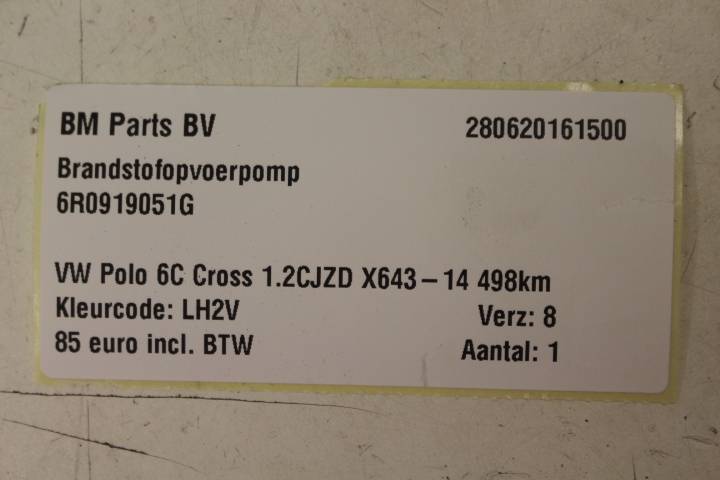 BM Parts BV 280620161500
Brandstofopvoerpomp
6R0919051G
VW Polo 6C Cross 1.2CJZD X643-14 498km
Kleurcode: LH2V Verz: 8
85 euro incl. BTW Aantal: 1